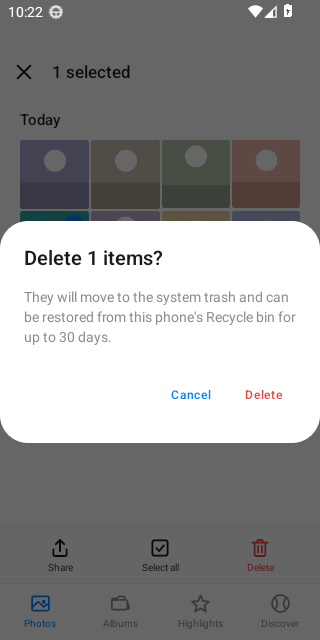 10:22
1 selected
Today
Delete 1 items?
They will move to the system trash and can
be restored from this phone's Recycle bin for
up to 30 days.
Cancel
Delete
Share
Select all
Delete
Photos
Albums
Highlights
Discover